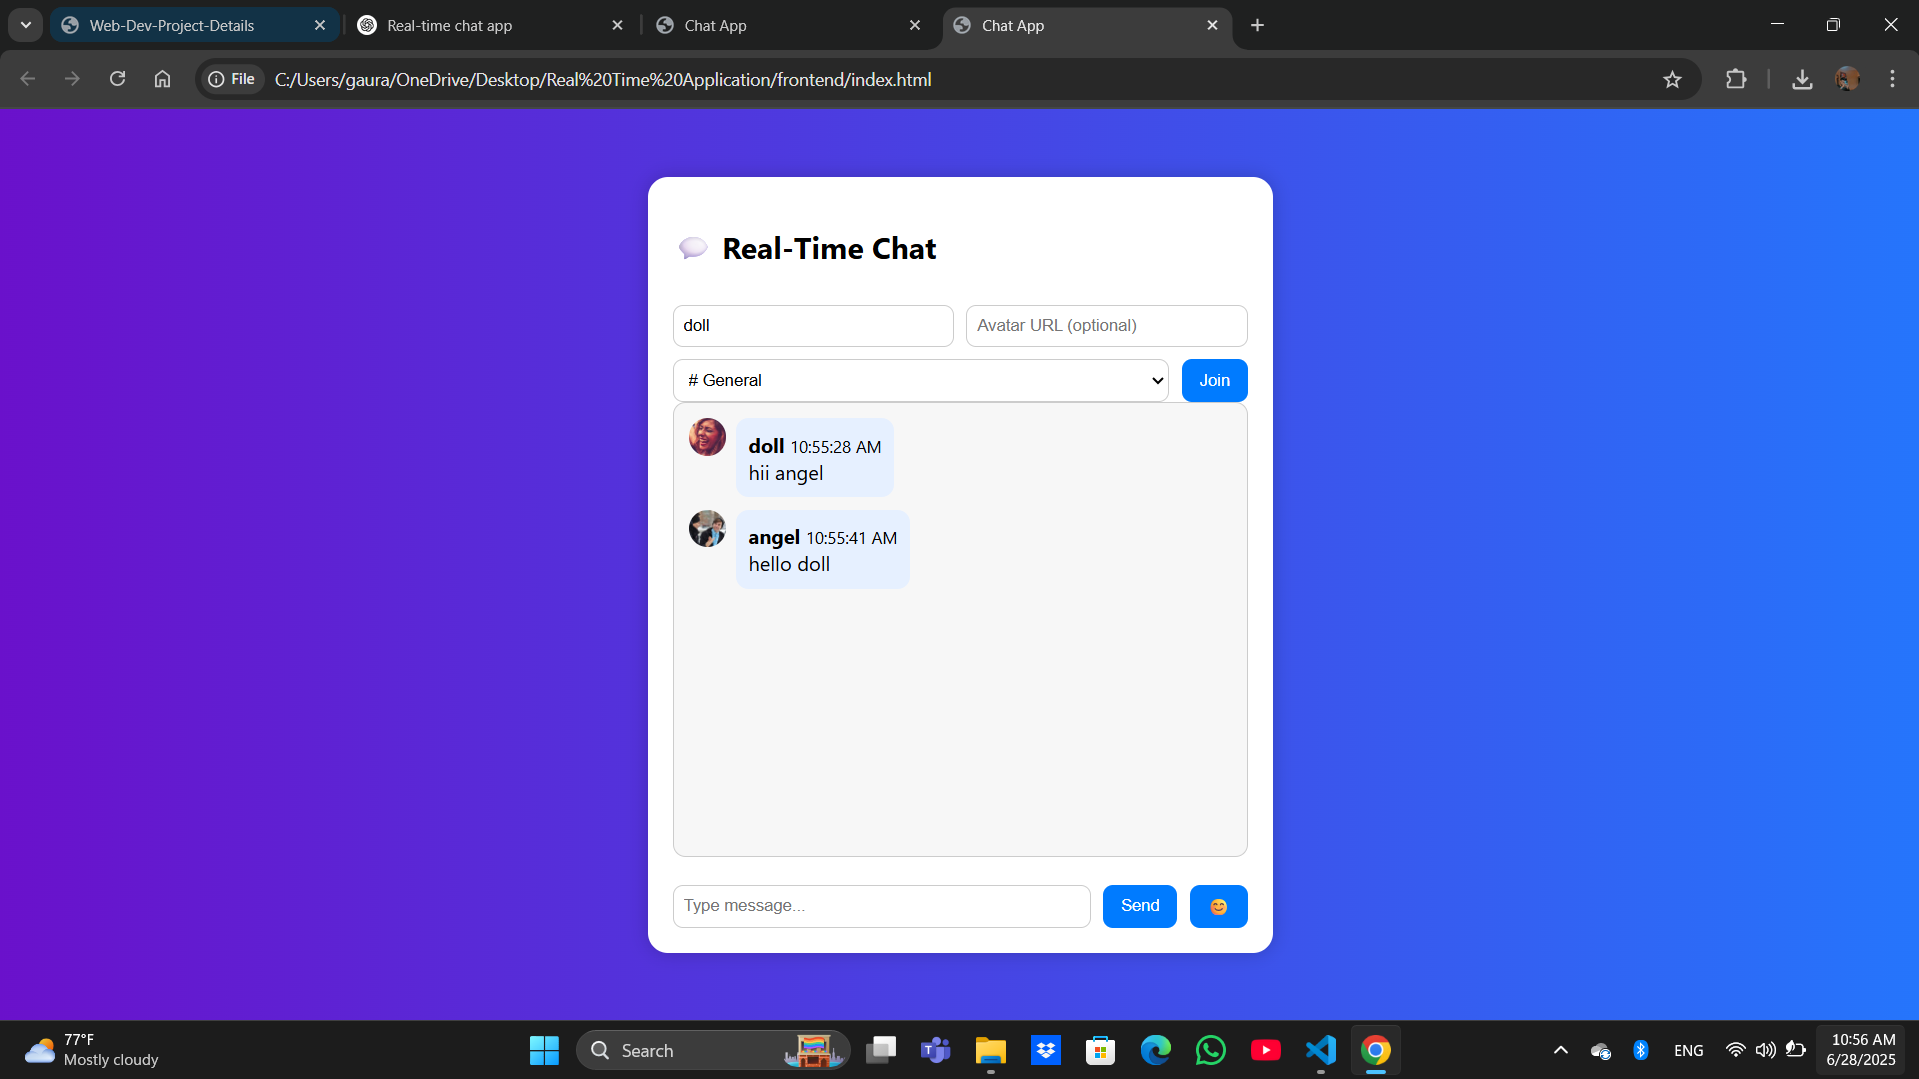 Web-Dev-Project-Details
Real-time chat app
Chat App
Chat App
File
C:/Users/gaura/OneDrive/Desktop/Real%20Time%20Application/frontend/index.html
Real-Time Chat
doll
Avatar URL (optional)
# General
Join
doll 10:55:28 AM
hii angel
angel 10:55:41 AM
hello doll
Type message...
Send
77°F
Mostly cloudy
Search
ENG
10:56 AM
6/28/2025